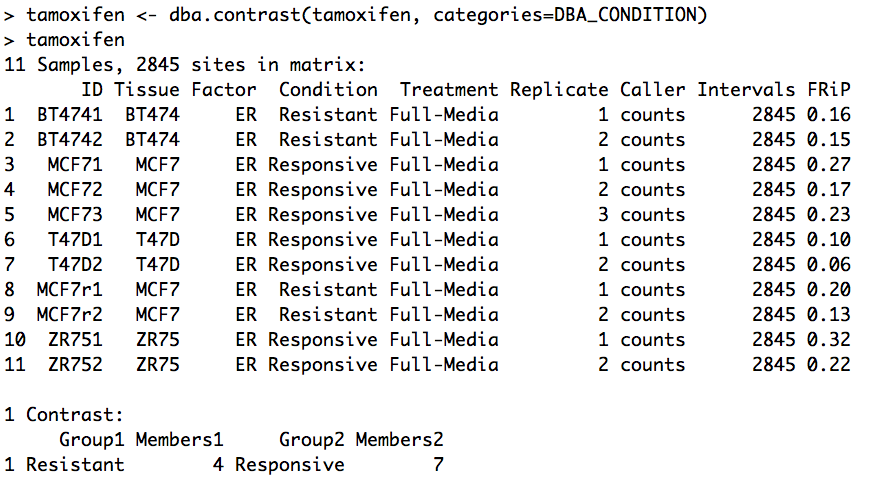 > tamoxifen <- dba.contrast(tamoxifen, categories=DBA_CONDITION)
> tamoxifen
11 Samples, 2845 sites in matrix:
       ID Tissue Factor  Condition  Treatment Replicate Caller Intervals FRiP
1  BT4741  BT474     ER  Resistant Full-Media         1 counts      2845 0.16
2  BT4742  BT474     ER  Resistant Full-Media         2 counts      2845 0.15
3   MCF71   MCF7     ER Responsive Full-Media         1 counts      2845 0.27
4   MCF72   MCF7     ER Responsive Full-Media         2 counts      2845 0.17
5   MCF73   MCF7     ER Responsive Full-Media         3 counts      2845 0.23
6   T47D1   T47D     ER Responsive Full-Media         1 counts      2845 0.10
7   T47D2   T47D     ER Responsive Full-Media         2 counts      2845 0.06
8  MCF7r1   MCF7     ER  Resistant Full-Media         1 counts      2845 0.20
9  MCF7r2   MCF7     ER  Resistant Full-Media         2 counts      2845 0.13
10  ZR751   ZR75     ER Responsive Full-Media         1 counts      2845 0.32
11  ZR752   ZR75     ER Responsive Full-Media         2 counts      2845 0.22

1 Contrast:
     Group1 Members1     Group2 Members2
1 Resistant        4 Responsive        7